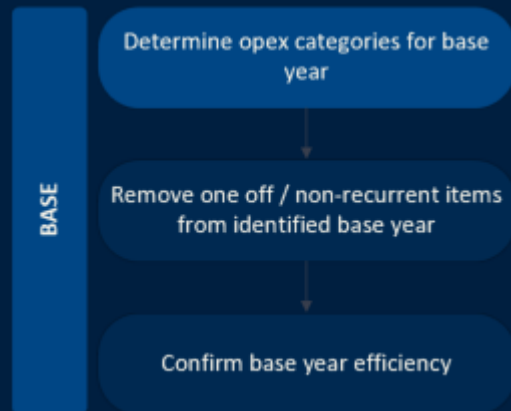 BASE
Determine opex categories for base
year
Remove one off / non-recurrent items
from identified base year
Confirm base year efficiency